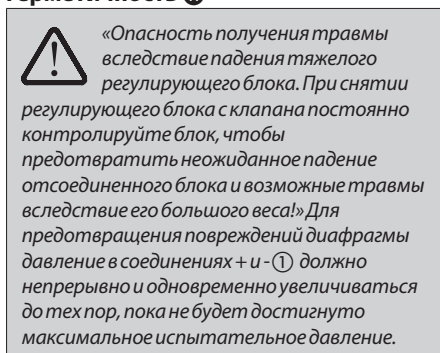 «Опасность получения травмы
вследствие падения тяжелого
регулирующего блока. При снятии
регулирующего блока с клапана постоянно
контролируйте блок, чтобы
предотвратить неожиданное падение
отсоединенного блока и возможные травмы
вследствие его большого веса!» Для
предотвращения повреждений диафрагмы
давление в соединениях + и - ① должно
непрерывно и одновременно увеличиваться
до тех пор, пока не будет достигнуто
максимальное испытательное давление.